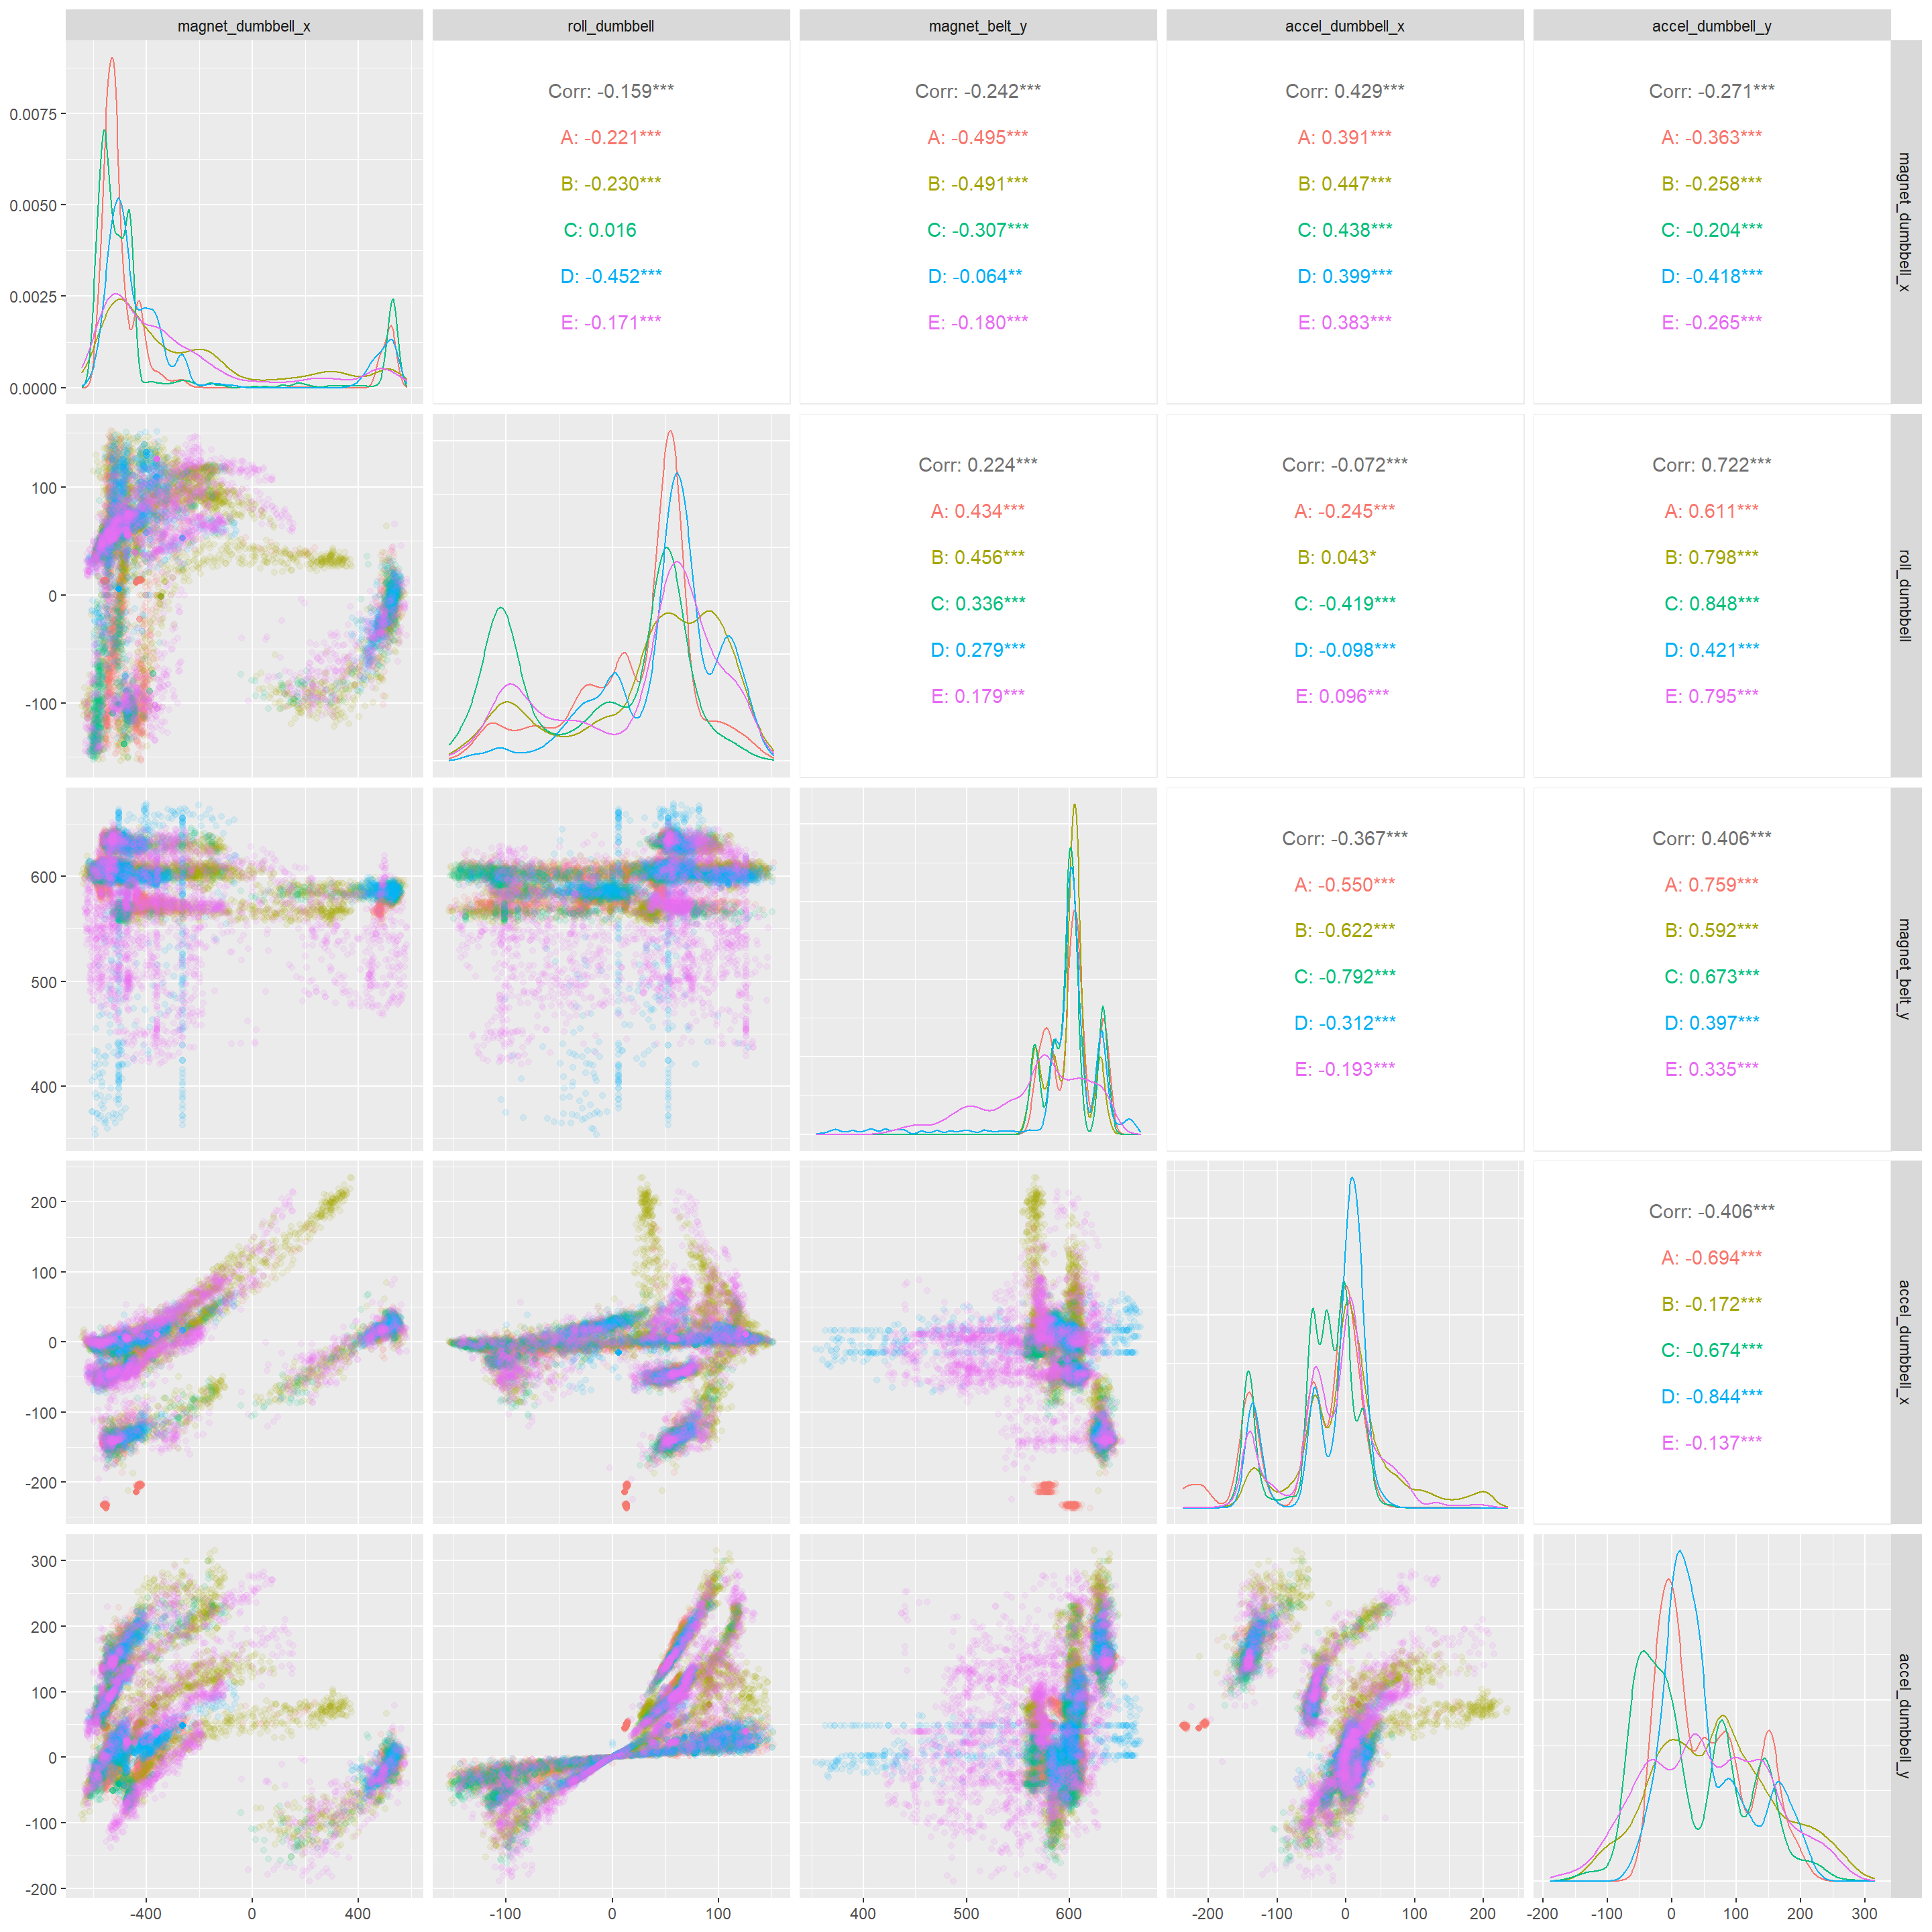 magnet_dumbbell_x
roll_dumbbell
magnet_belt_y
accel_dumbbell_x
accel_dumbbell_y
0.0075
0.0050
0.0025
0.0000
Corr: -0.159***
A: -0.221***
B: -0.230***
C: 0.016
D: -0.452***
E: -0.171***
Corr: -0.242***
A: -0.495***
B: -0.491***
C: -0.307***
D: -0.064**
E: -0.180***
Corr: 0.429***
A: 0.391***
B: 0.447***
C: 0.438***
D: 0.399***
E: 0.383***
Corr: -0.271***
A: -0.363***
B: -0.258***
C: -0.204***
D: -0.418***
E: -0.265***
magnet_dumbbell_x
100
0
-100
Corr: 0.224***
A: 0.434***
B: 0.456***
C: 0.336***
D: 0.279***
E: 0.179***
Corr: -0.072***
A: -0.245***
B: 0.043*
C: -0.419***
D: -0.098***
E: 0.096***
Corr: 0.722***
A: 0.611***
B: 0.798***
C: 0.848***
D: 0.421***
E: 0.795***
roll_dumbbell
600
500
400
Corr: -0.367***
A: -0.550***
B: -0.622***
C: -0.792***
D: -0.312***
E: -0.193***
Corr: 0.406***
A: 0.759***
B: 0.592***
C: 0.673***
D: 0.397***
E: 0.335***
magnet_belt_y
200
100
0
-100
-200
Corr: -0.406***
A: -0.694***
B: -0.172***
C: -0.674***
D: -0.844***
E: -0.137***
accel_dumbbell_x
300
200
100
0
-100
-200
accel_dumbbell_y
-400 0 400
-100 0 100
400 500 600
-200 -100 0 100 200
-200 -100 0 100 200 300